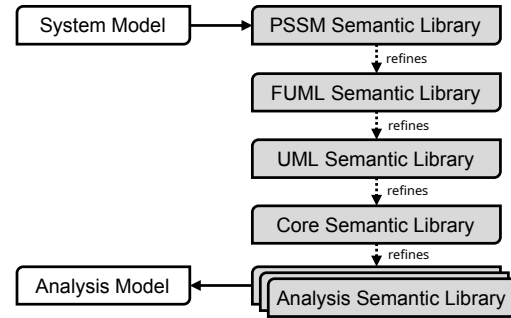 System Model
PSSM Semantic Library
refines
FUML Semantic Library
refines
UML Semantic Library
refines
Core Semantic Library
refines
Analysis Model
Analysis Semantic Library